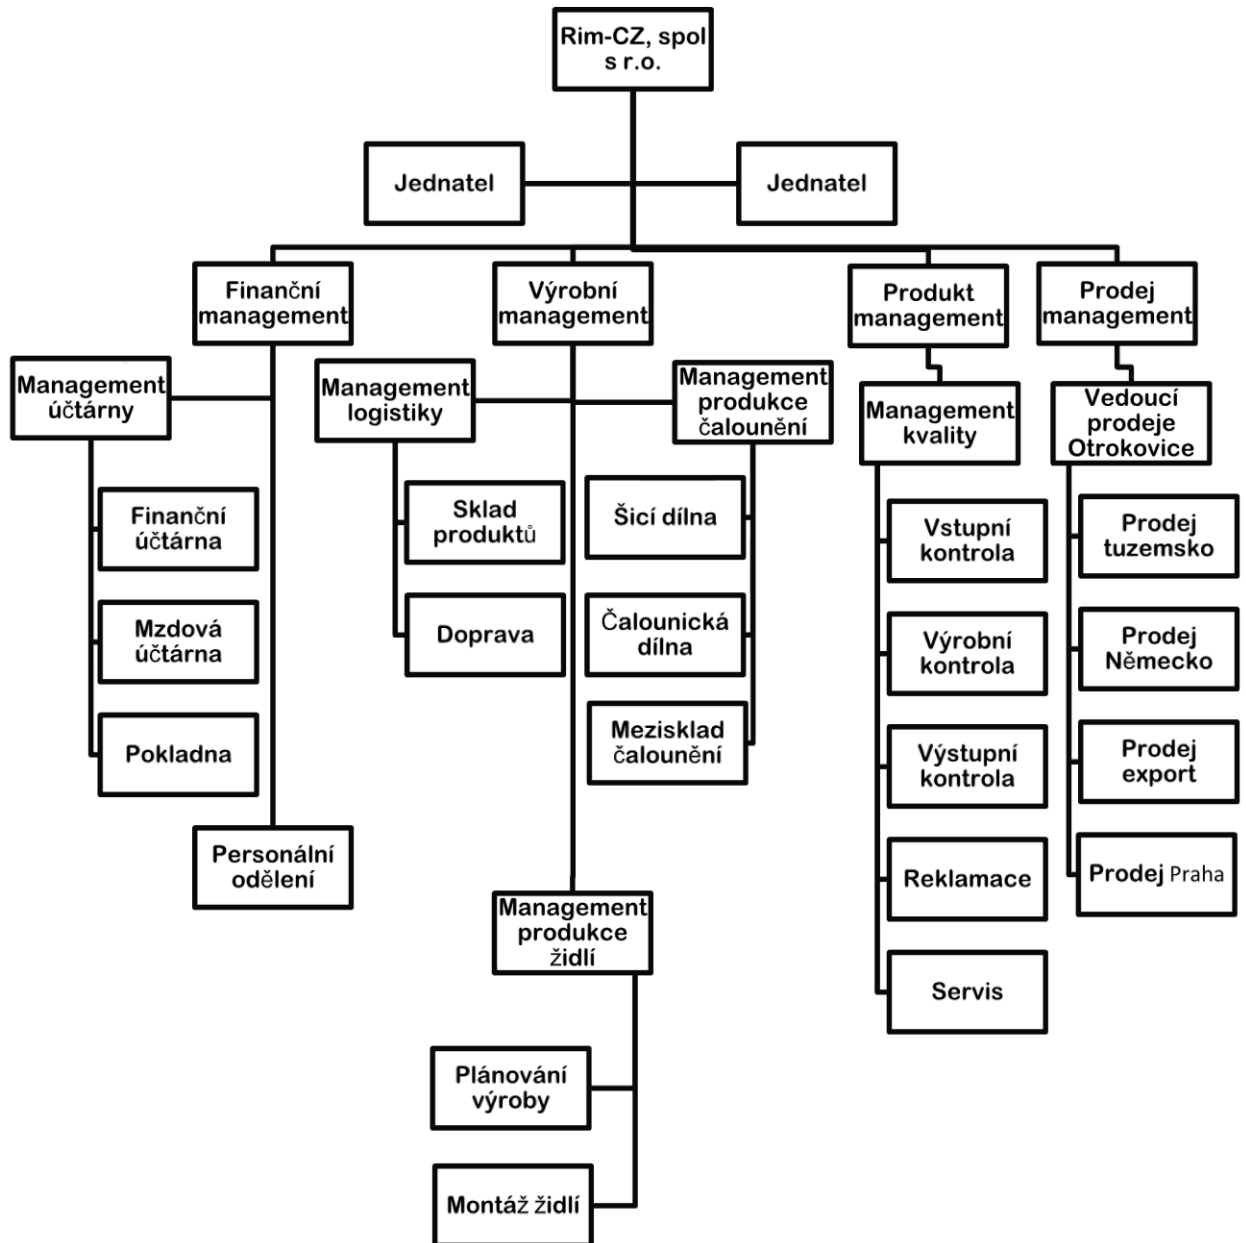 Rim-CZ, spol
s r.o.
Jednatel
Jednatel
Finanční
management
Výrobní
management
Produkt
management
Prodej
management
Management
účtárny
Management
logistiky
Management
produkce
čalounění
Management
kvality
Vedoucí
prodeje
Otrokovice
Finanční
účtárna
Mzdová
účtárna
Pokladna
Personální
odělení
Sklad
produktů
Doprava
Šicí dílna
Čalounická
dílna
Mezisklad
čalounění
Management
produkce
židlí
Plánování
výroby
Montáž židlí
Vstupní
kontrola
Výrobní
kontrola
Výstupní
kontrola
Reklamace
Servis
Prodej
tuzemsko
Prodej
Německo
Prodej
export
Prodej Praha